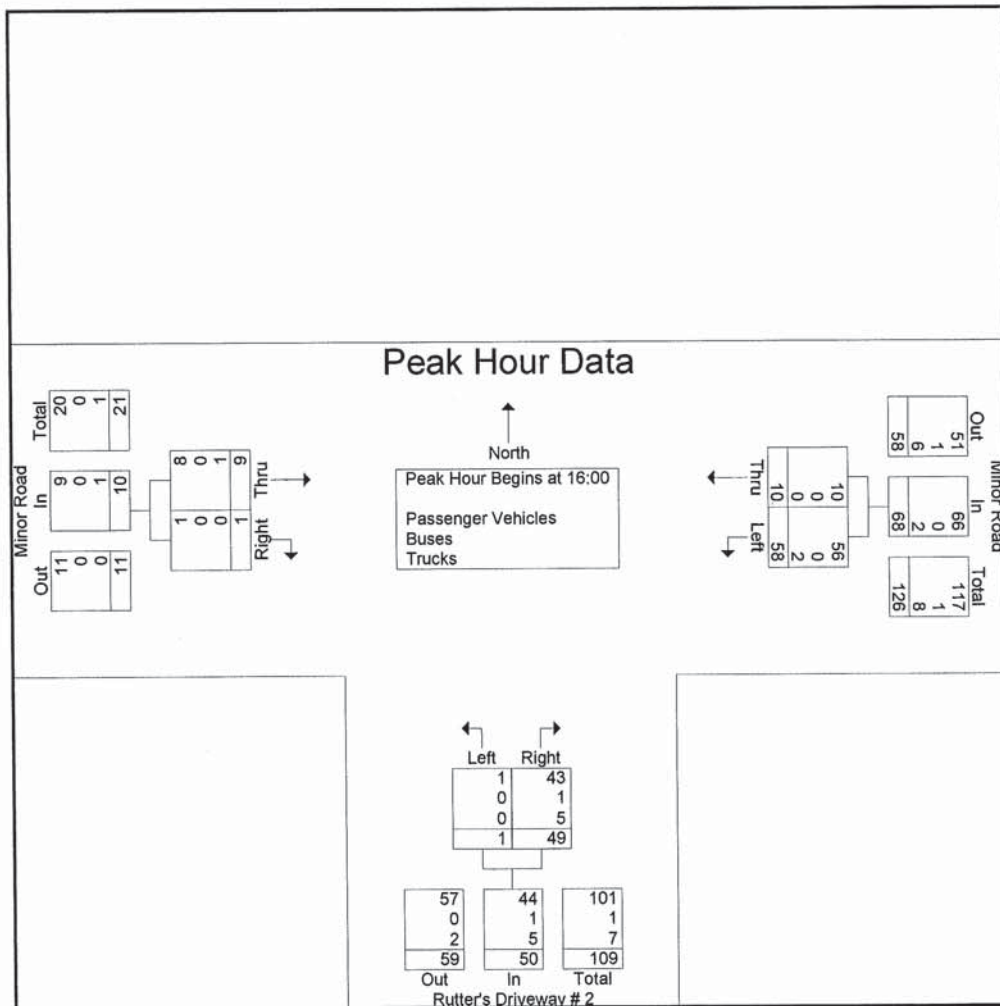 Peak Hour Data
North
Peak Hour Begins at 16:00
Passenger Vehicles
Buses
Trucks
Minor Road
Out In Total
11 9 20
0 0 0
0 1 1
11 10 21
Right Thru
1 8
0 0
0 1
1 9
Minor Road
Out In Total
51 66 117
1 0 1
6 2 8
58 68 126
Thru Left
10 56
0 0
0 2
10 58
Left Right
1 43
0 1
0 5
1 49
57 44 101
0 1 1
2 5 7
59 50 109
Out In Total
Rutter's Driveway # 2